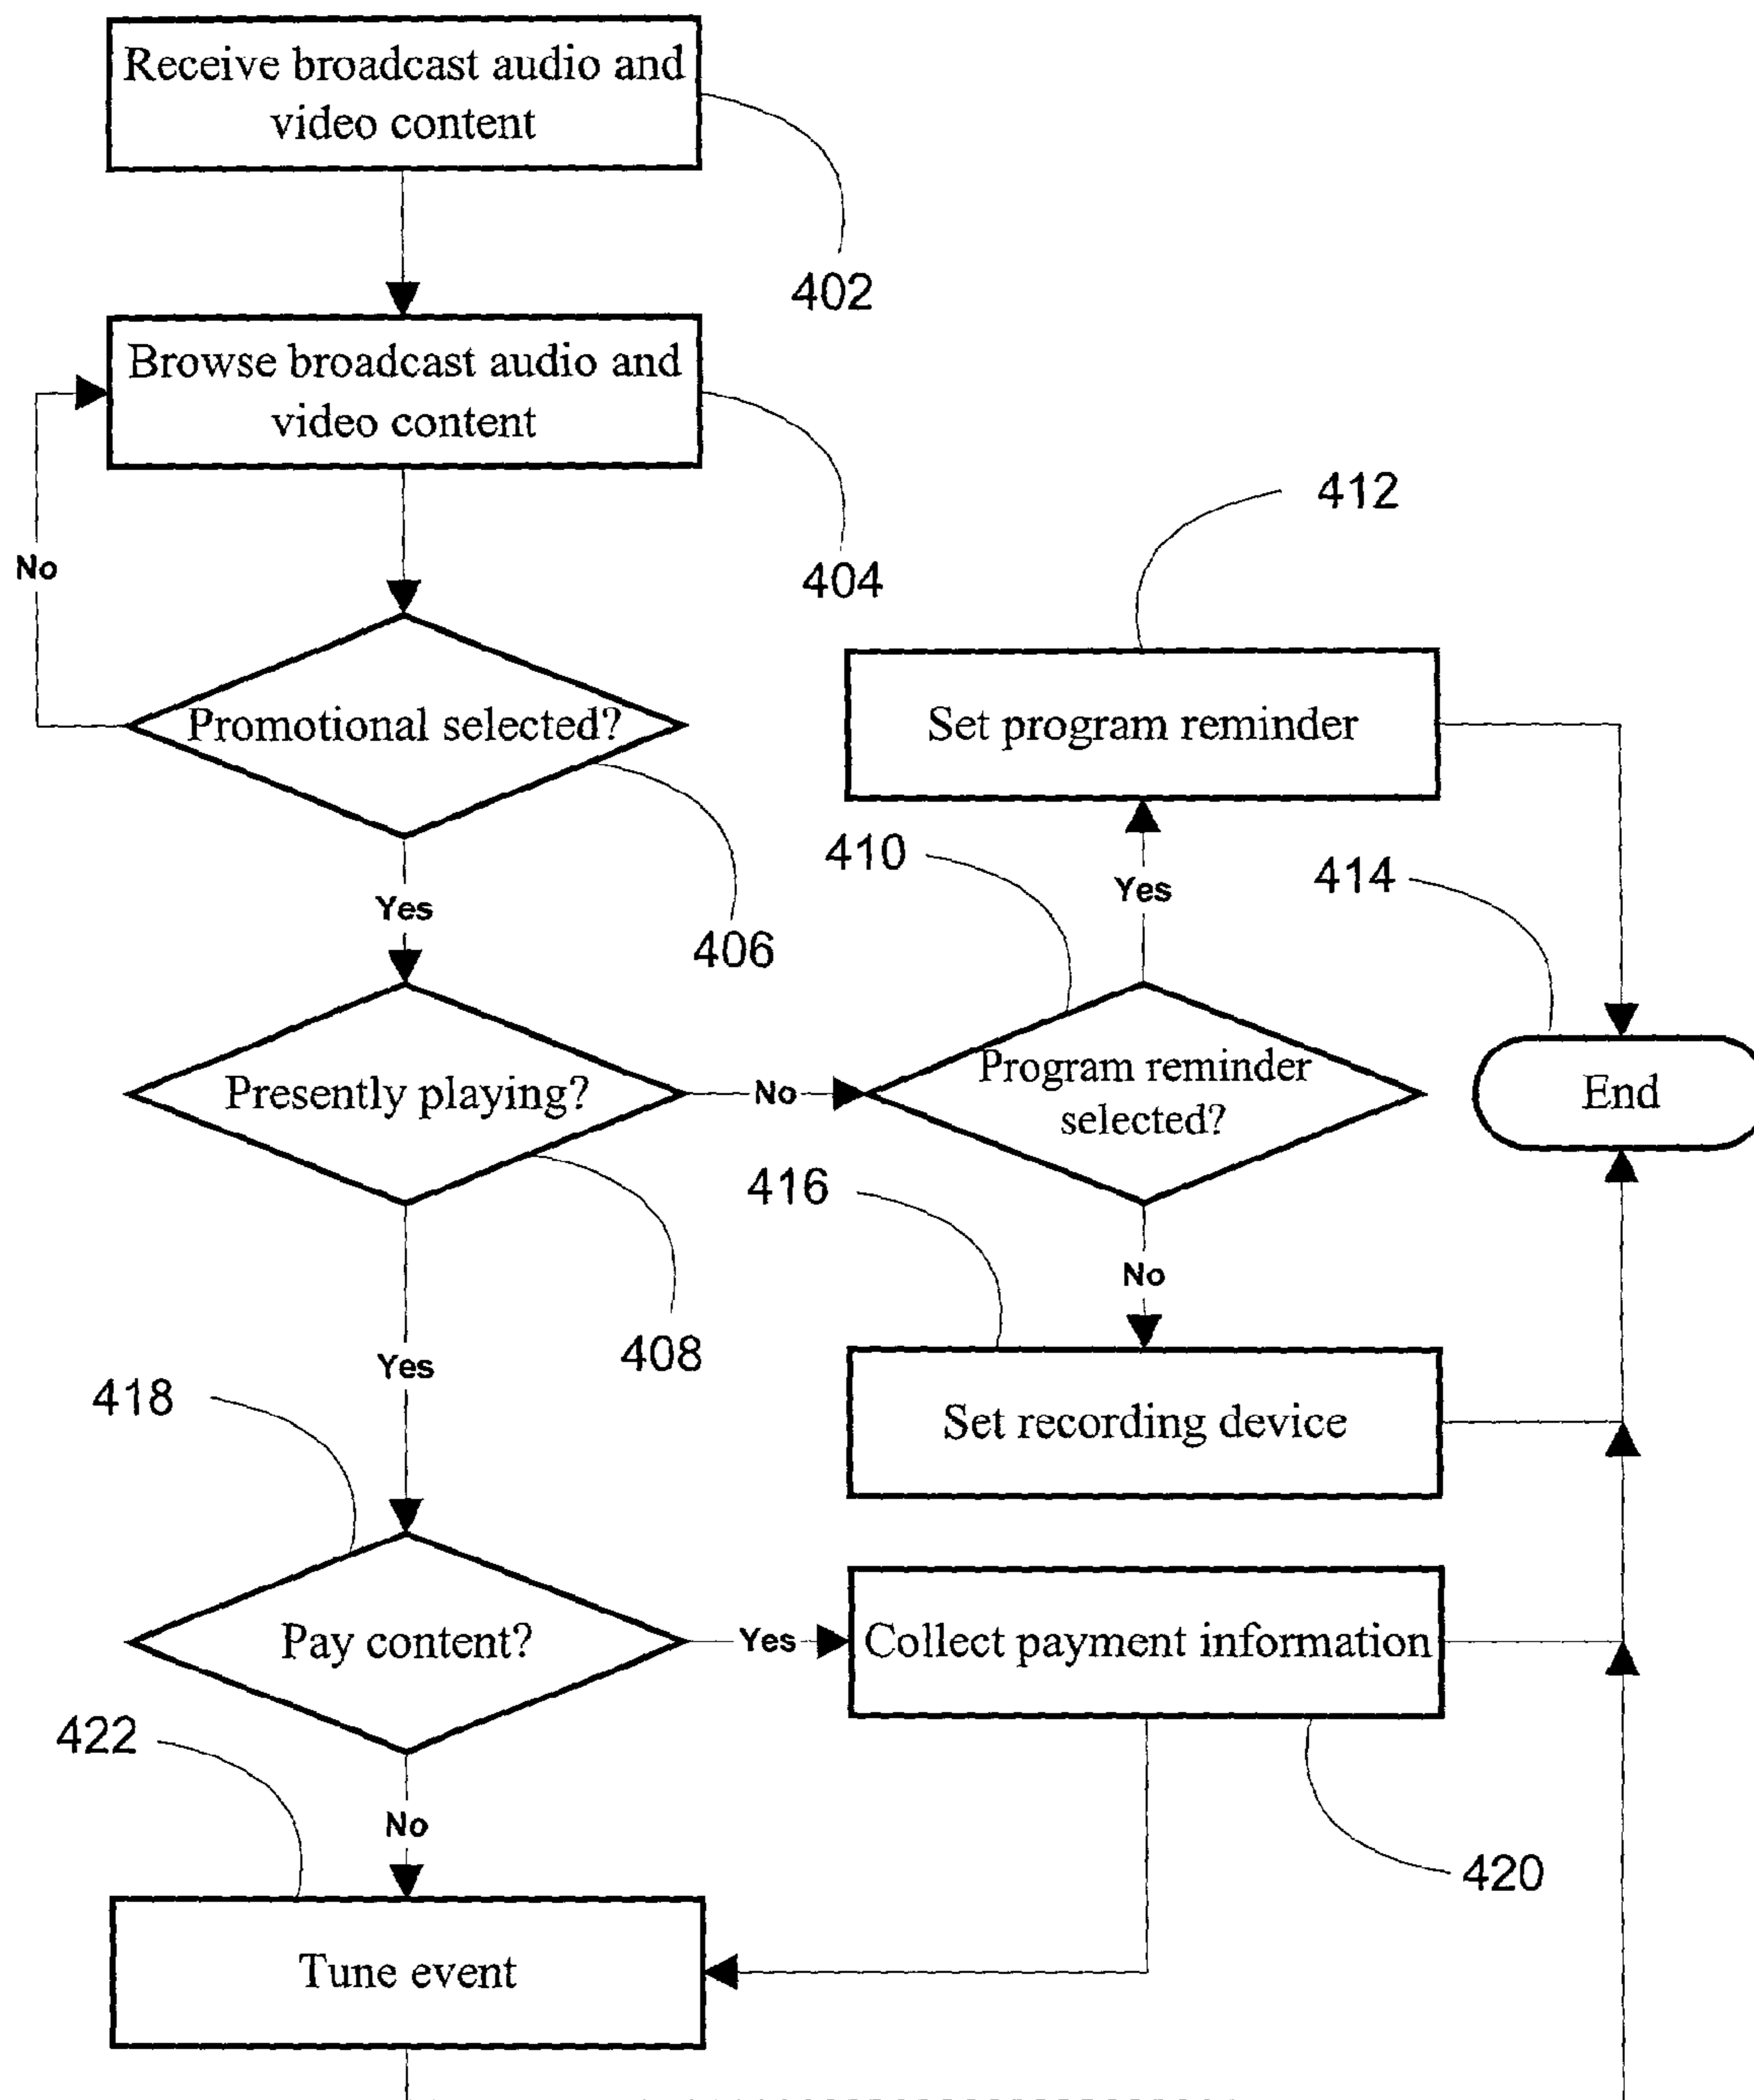 Receive broadcast audio and
video content
402
Browse broadcast audio and
video content
404
No
412
Promotional selected?
Set program reminder
406
Yes
410
Yes
414
Presently playing?
No
Program reminder
selected?
End
416
No
408
Yes
418
Set recording device
Pay content?
Yes
Collect payment information
422
No
420
Tune event